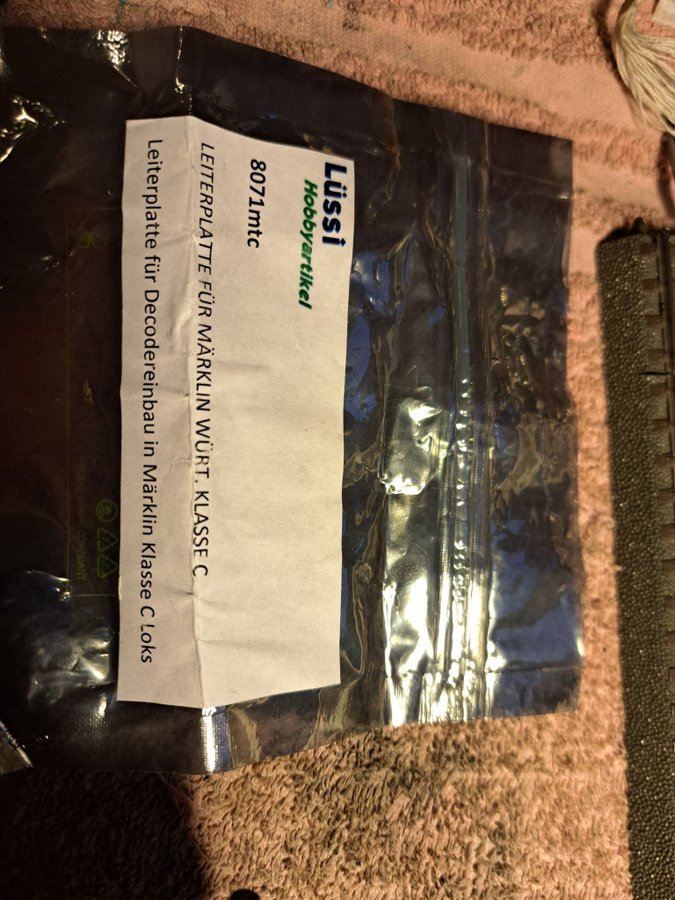 Lüssi
Hobbyartikel
8071mtc
LEITERPLATTE FÜR MÄRKLIN WÜRT. KLASSE C
Leiterplatte für Decodereinbau in Märklin Klasse C Loks